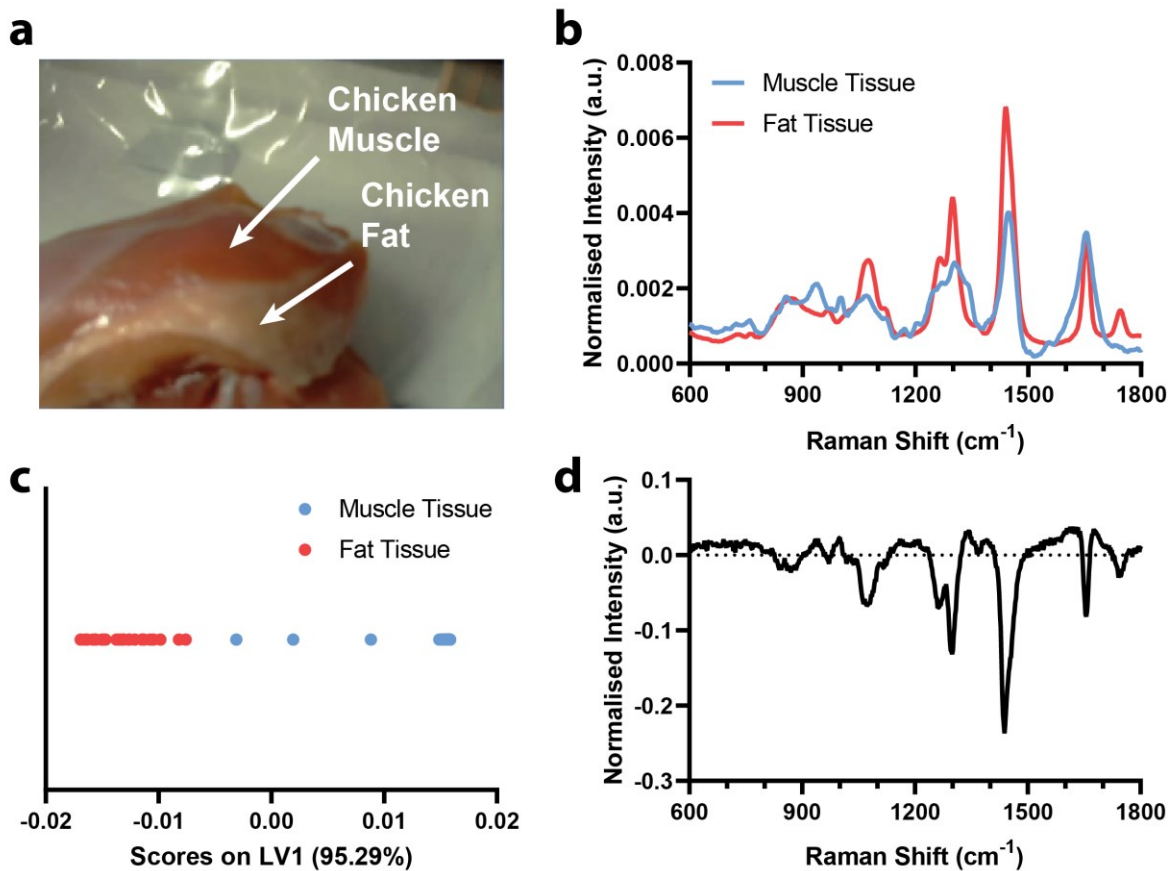 a
Chicken
Muscle
Chicken
Fat
b
Normalised Intensity (a.u.)
0.008
0.006
0.004
0.002
0.000
Muscle Tissue
Fat Tissue
600
900
1200
1500
1800
Raman Shift (cm⁻¹)
c
Muscle Tissue
Fat Tissue
-0.02
-0.01
0.00
0.01
0.02
Scores on LV1 (95.29%)
d
Normalised Intensity (a.u.)
0.1
0.0
-0.1
-0.2
-0.3
600
900
1200
1500
1800
Raman Shift (cm⁻¹)